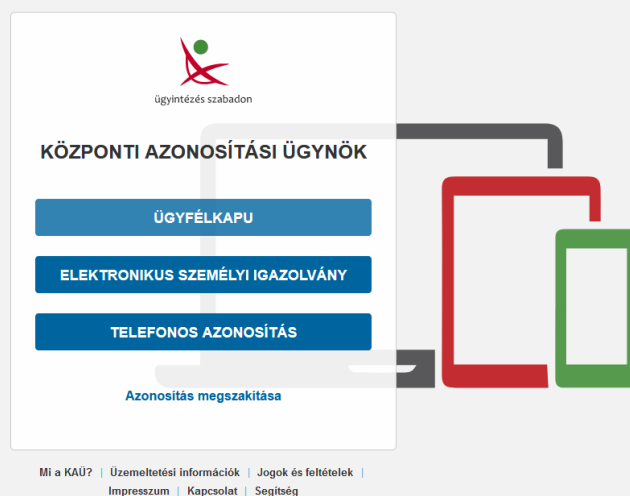 ügyintézés szabadon
KÖZPONTI AZONOSÍTÁSI ÜGYNÖK
ÜGYFÉLKAPU
ELEKTRONIKUS SZEMÉLYI IGAZOLVÁNY
TELEFONOS AZONOSÍTÁS
Azonosítás megszakítása
Mi a KAÜ? | Üzemeltetési információk | Jogok és feltételek |
Impresszum | Kapcsolat | Segítség